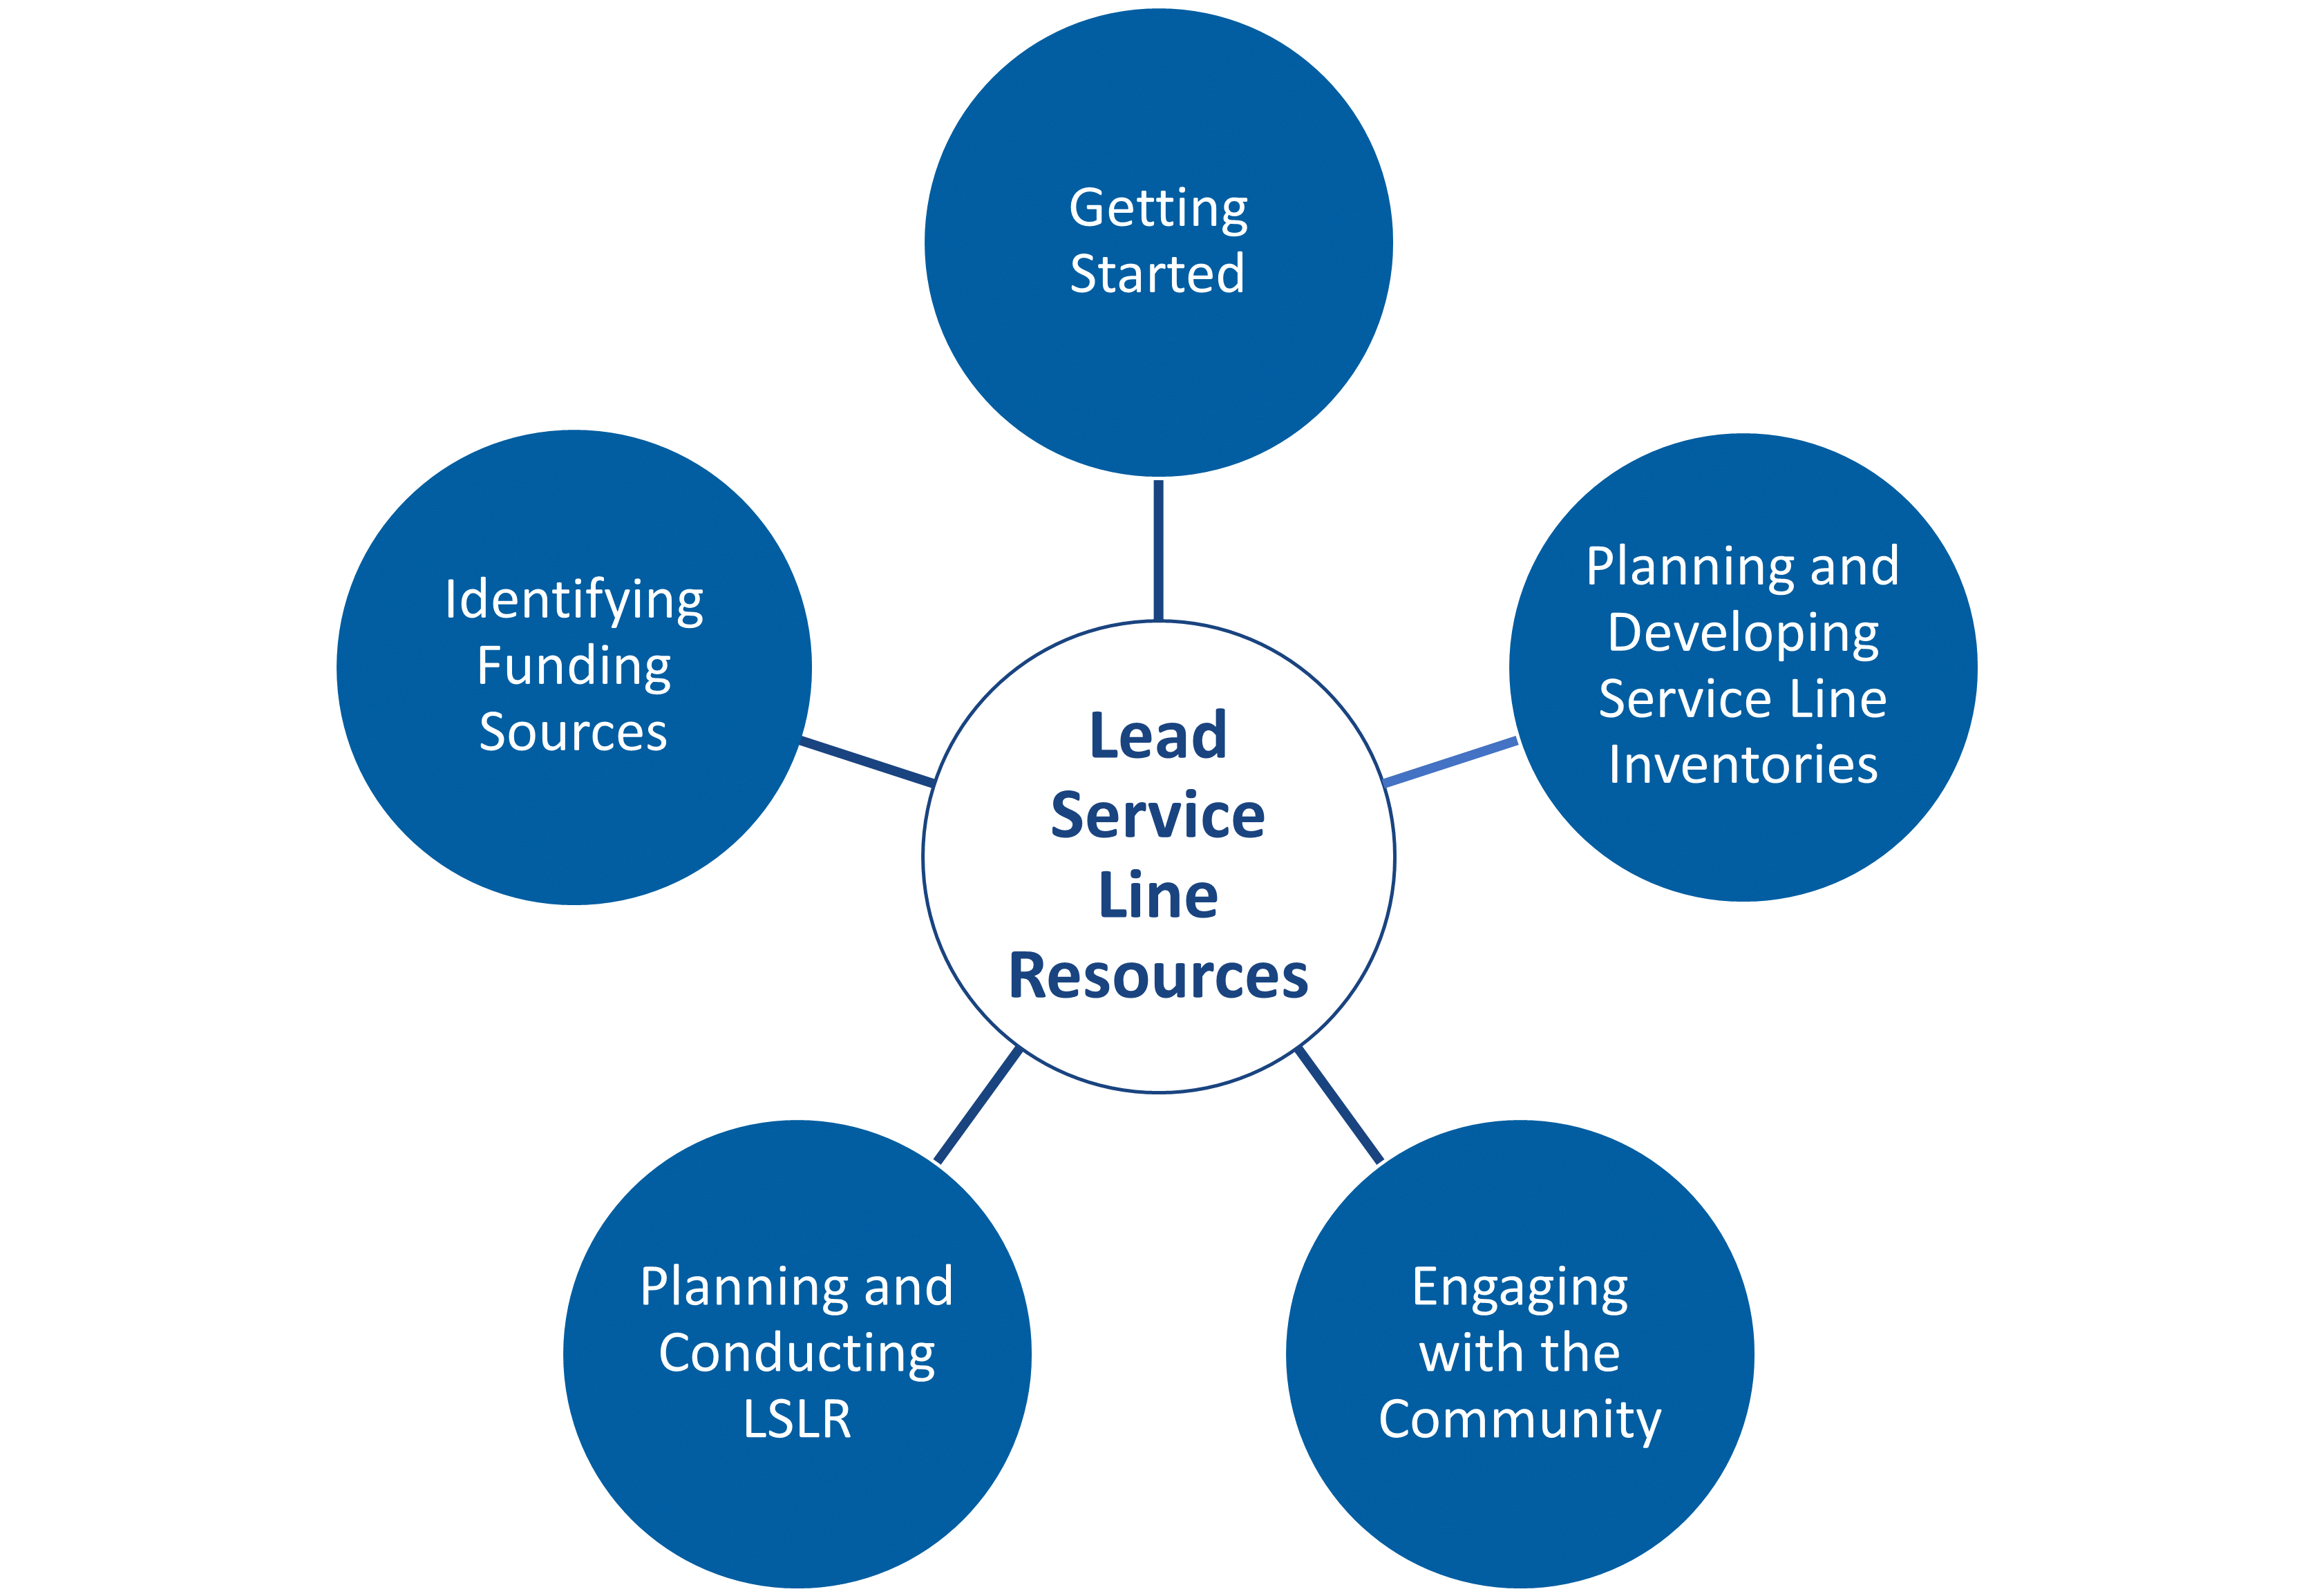 Getting
Started
Planning and
Developing
Service Line
Inventories
Engaging
with the
Community
Planning and
Conducting
LSLR
Identifying
Funding
Sources
Lead
Service
Line
Resources